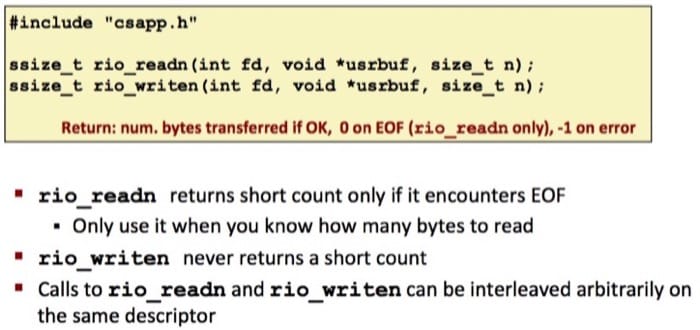 #include "csapp.h"
ssize_t rio_readn(int fd, void *usrbuf, size_t n);
ssize_t rio_writen(int fd, void *usrbuf, size_t n);
Return: num. bytes transferred if OK, 0 on EOF (rio_readn only), -1 on error
▪ rio_readn returns short count only if it encounters EOF
▪ Only use it when you know how many bytes to read
▪ rio_writen never returns a short count
▪ Calls to rio_readn and rio_writen can be interleaved arbitrarily on
the same descriptor